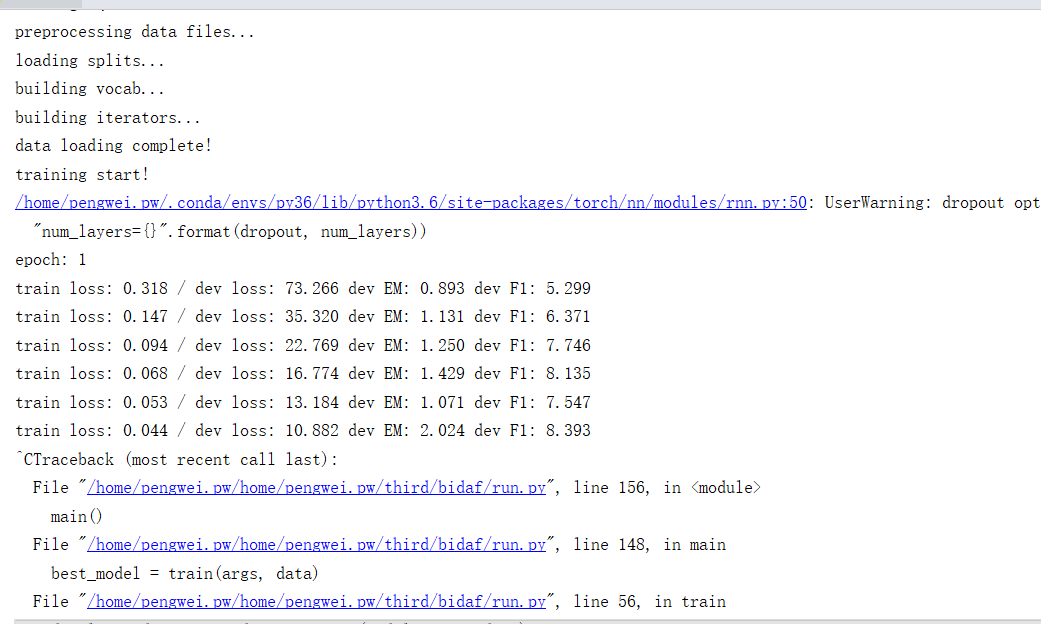 preprocessing data files...
loading splits...
building vocab...
building iterators...
data loading complete!
training start!
/home/pengwei.pw/.conda/envs/py36/lib/python3.6/site-packages/torch/nn/modules/rnn.py:50: UserWarning: dropout opt
"num_layers={}".format(dropout, num_layers))
epoch: 1
train loss: 0.318 / dev loss: 73.266 dev EM: 0.893 dev F1: 5.299
train loss: 0.147 / dev loss: 35.320 dev EM: 1.131 dev F1: 6.371
train loss: 0.094 / dev loss: 22.769 dev EM: 1.250 dev F1: 7.746
train loss: 0.068 / dev loss: 16.774 dev EM: 1.429 dev F1: 8.135
train loss: 0.053 / dev loss: 13.184 dev EM: 1.071 dev F1: 7.547
train loss: 0.044 / dev loss: 10.882 dev EM: 2.024 dev F1: 8.393
^CTraceback (most recent call last):
File "/home/pengwei.pw/home/pengwei.pw/third/bidaf/run.py", line 156, in <module>
main()
File "/home/pengwei.pw/home/pengwei.pw/third/bidaf/run.py", line 148, in main
best_model = train(args, data)
File "/home/pengwei.pw/home/pengwei.pw/third/bidaf/run.py", line 56, in train